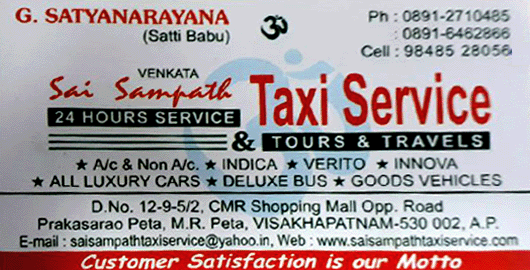 G. SATYANARAYANA
(Satti Babu)
ॐ
Ph : 0891-2710485
: 0891-6462866
Cell : 98485 28056
VENKATA
Sai Sampath Taxi Service
24 HOURS SERVICE
& TOURS & TRAVELS
★ A/c & Non A/c. ★ INDICA ★ VERITO ★ INNOVA
★ ALL LUXURY CARS ★ DELUXE BUS ★ GOODS VEHICLES
D.No. 12-9-5/2, CMR Shopping Mall Opp. Road
Prakasarao Peta, M.R. Peta, VISAKHAPATNAM-530 002, A.P.
E-mail : saisampathtaxiservice@yahoo.in, Web : www.saisampathtaxiservice.com
Customer Satisfaction is our Motto